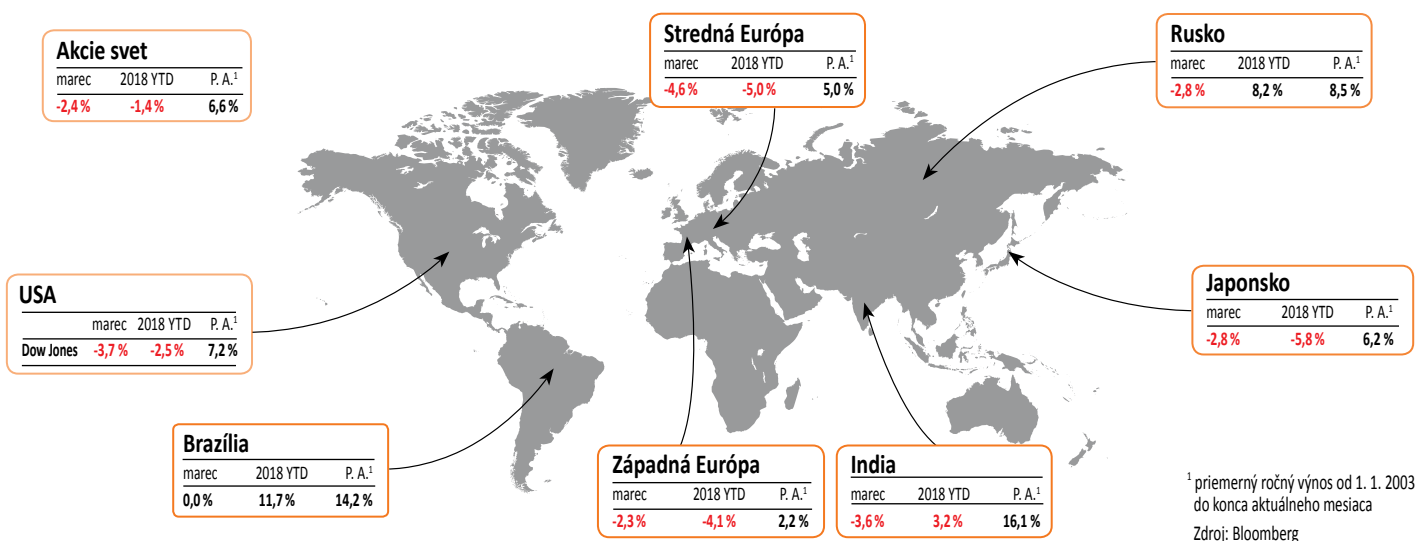 Akcie svet
marec 2018 YTD P. A.¹
-2,4 % -1,4 % 6,6 %
Stredná Európa
marec 2018 YTD P. A.¹
-4,6 % -5,0 % 5,0 %
Rusko
marec 2018 YTD P. A.¹
-2,8 % 8,2 % 8,5 %
USA
marec 2018 YTD P. A.¹
Dow Jones -3,7 % -2,5 % 7,2 %
Japonsko
marec 2018 YTD P. A.¹
-2,8 % -5,8 % 6,2 %
Brazília
marec 2018 YTD P. A.¹
0,0 % 11,7 % 14,2 %
Západná Európa
marec 2018 YTD P. A.¹
-2,3 % -4,1 % 2,2 %
India
marec 2018 YTD P. A.¹
-3,6 % 3,2 % 16,1 %
¹ priemerný ročný výnos od 1. 1. 2003
do konca aktuálneho mesiaca
Zdroj: Bloomberg